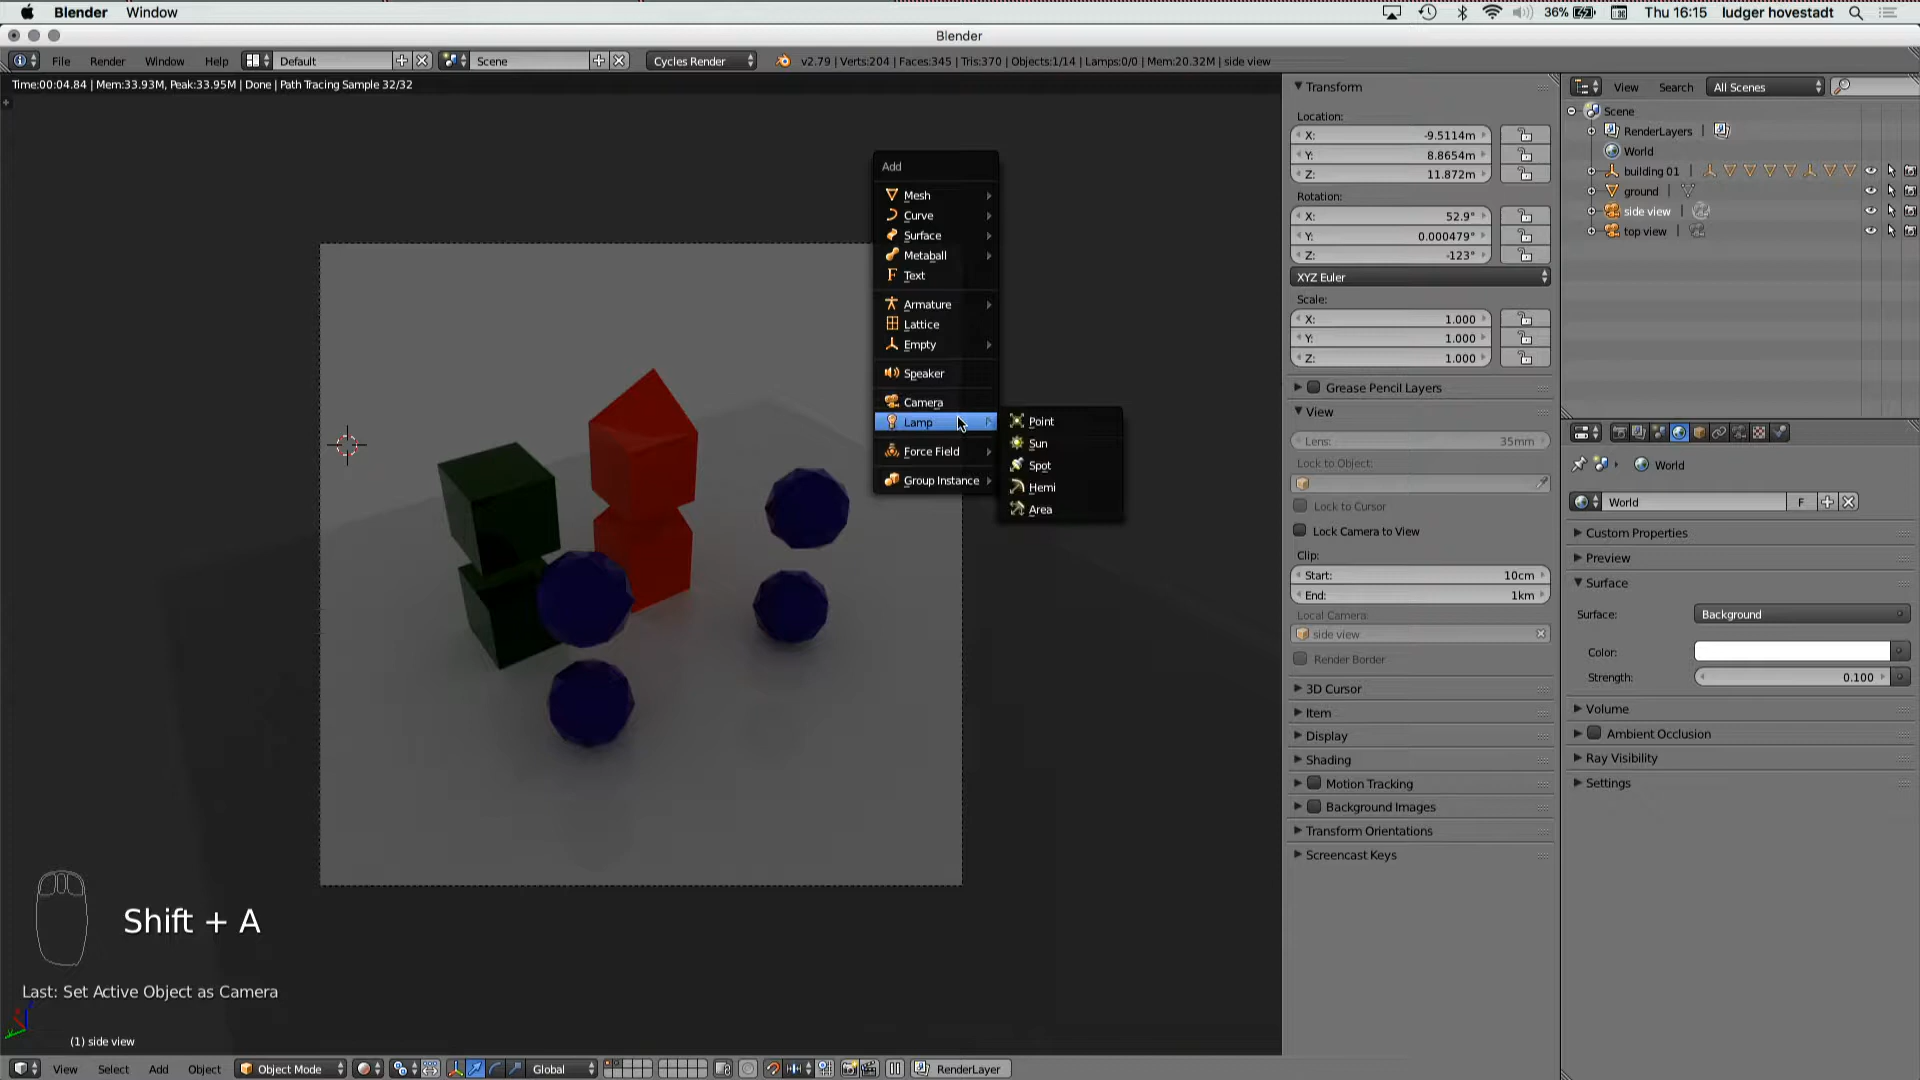 Blender Window
36% Thu 16:15 ludger hovestadt
Blender
File Render Window Help Default Scene Cycles Render v2.79 | Verts:204 | Faces:345 | Tris:370 | Objects:1/14 | Lamps:0/0 | Mem:20.32M | side view
Time:00:04.84 | Mem:33.93M, Peak:33.95M | Done | Path Tracing Sample 32/32
Add
Mesh
Curve
Surface
Metaball
Text
Armature
Lattice
Empty
Speaker
Camera
Lamp
Force Field
Group Instance
Point
Sun
Spot
Hemi
Area
Shift + A
Last: Set Active Object as Camera
(1) side view
View Select Add Object Object Mode Global RenderLayer
Transform
Location:
X: -9.5114m
Y: 8.8654m
Z: 11.872m
Rotation:
X: 52.9°
Y: 0.000479°
Z: -123°
XYZ Euler
Scale:
X: 1.000
Y: 1.000
Z: 1.000
Grease Pencil Layers
View
Lens: 35mm
Lock to Object:
Lock to Cursor
Lock Camera to View
Clip:
Start: 10cm
End: 1km
Local Camera:
side view
Render Border
3D Cursor
Item
Display
Shading
Motion Tracking
Background Images
Transform Orientations
Screencast Keys
View Search All Scenes
Scene
RenderLayers
World
building 01
ground
side view
top view
World
World F
Custom Properties
Preview
Surface
Surface: Background
Color:
Strength: 0.100
Volume
Ambient Occlusion
Ray Visibility
Settings